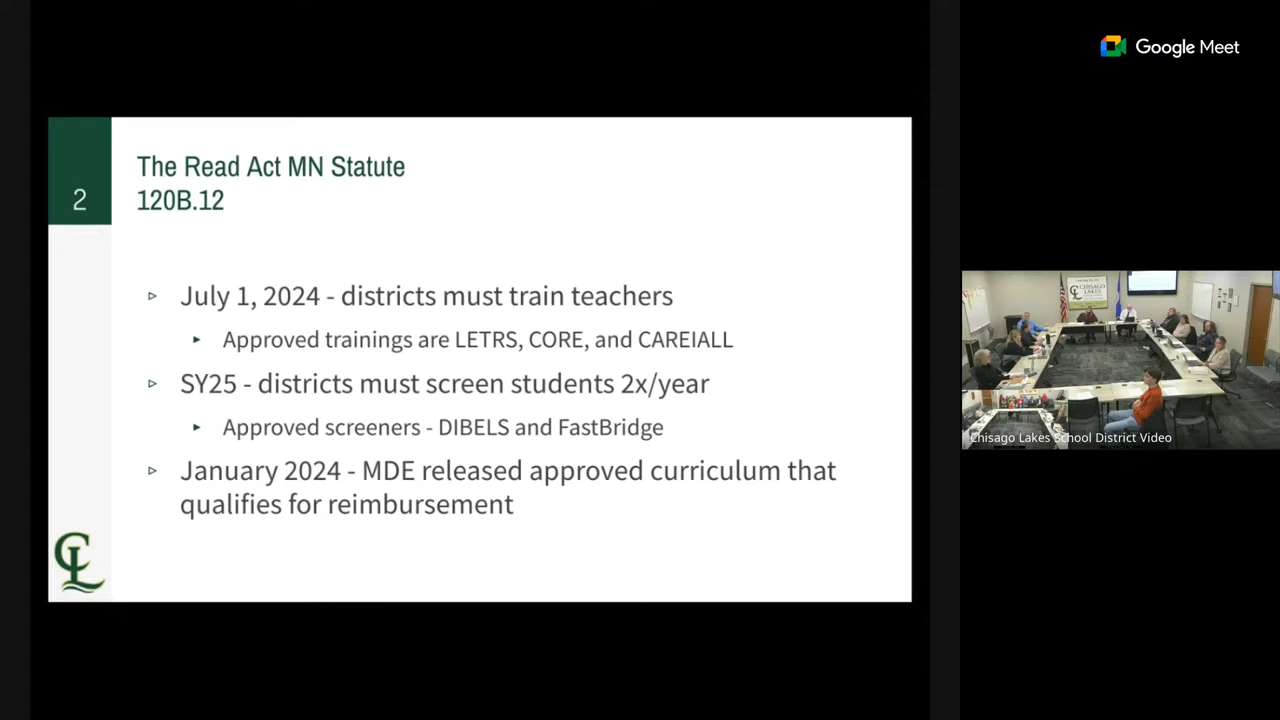 Google Meet
2
The Read Act MN Statute
120B.12
▹ July 1, 2024 - districts must train teachers
▸ Approved trainings are LETRS, CORE, and CAREIALL
▹ SY25 - districts must screen students 2x/year
▸ Approved screeners - DIBELS and FastBridge
▹ January 2024 - MDE released approved curriculum that
qualifies for reimbursement
CL
CHISAGO
LAKES
Chisago Lakes School District Video